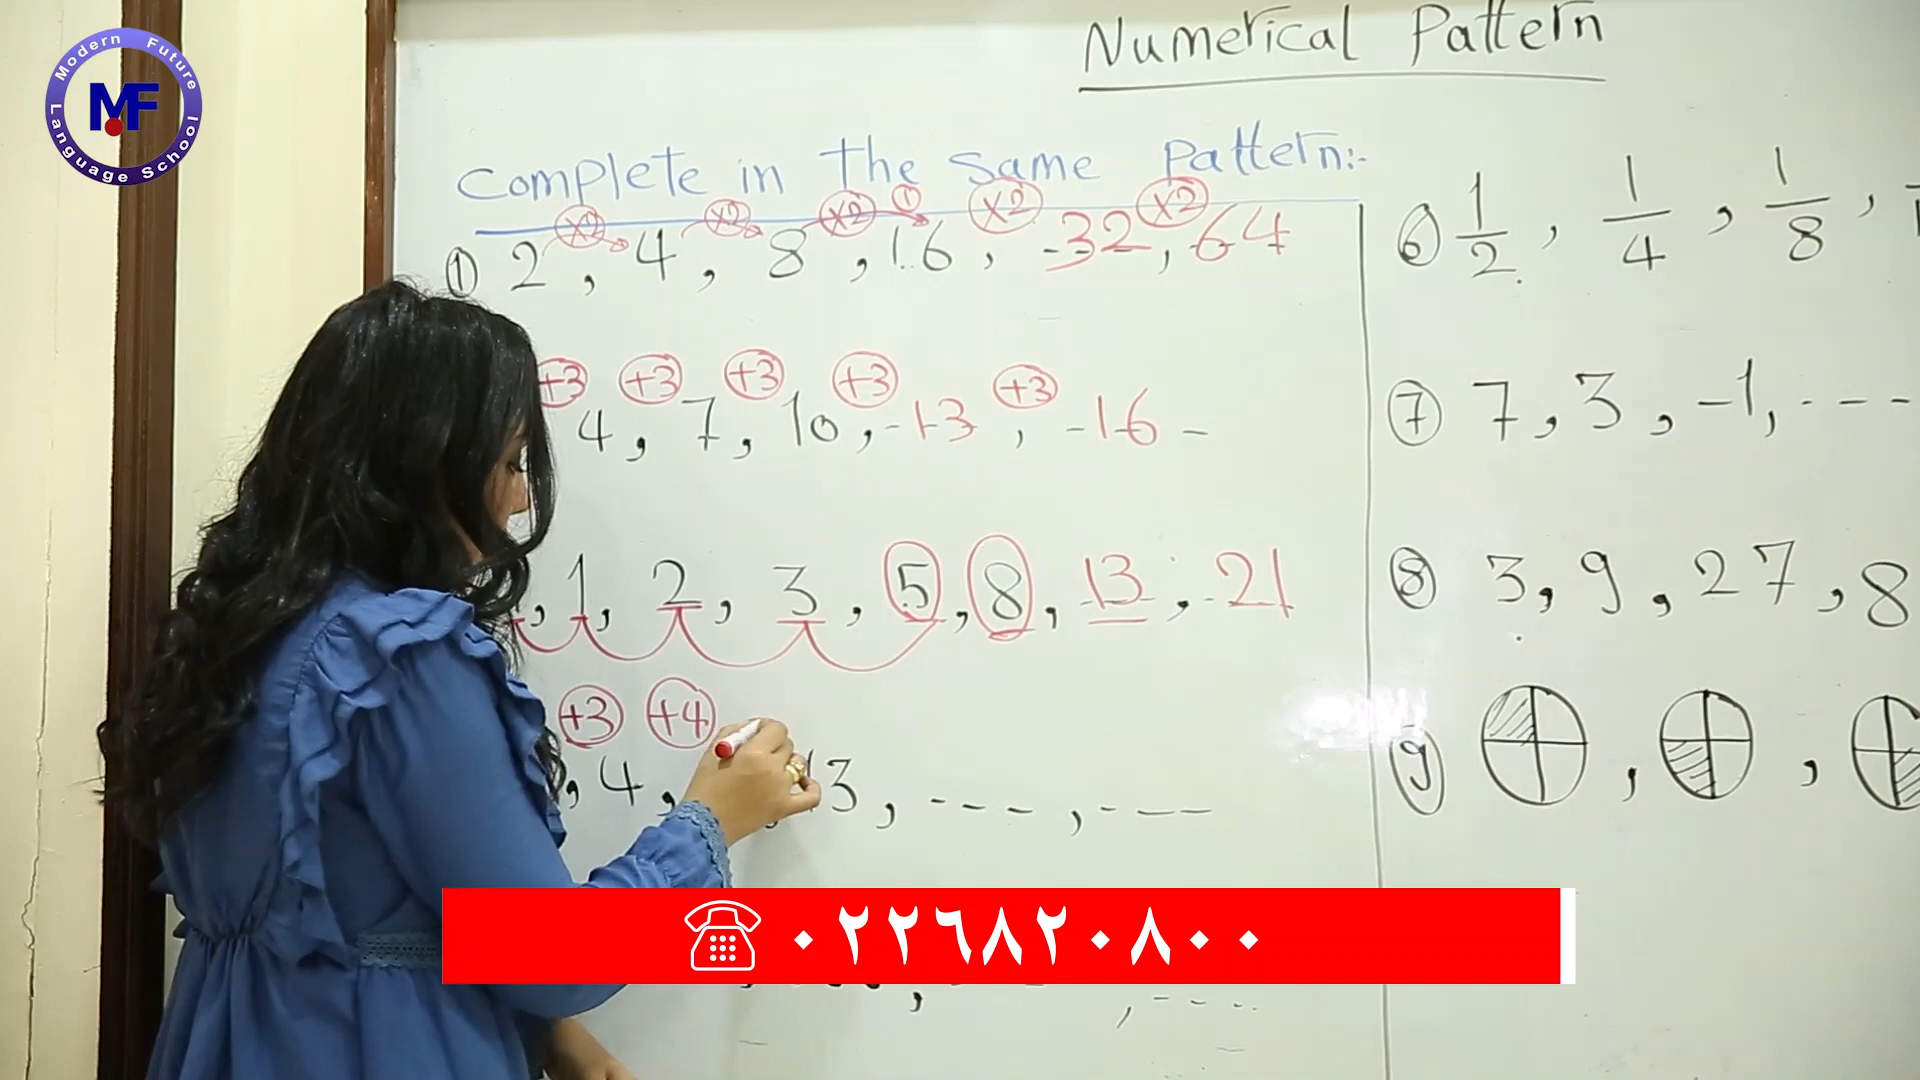 Modern Future
Language School
MF
Numerical Pattern
Complete in the same Pattern:-
×2 ×2 ×2 ① ×2 ×2
① 2, 4, 8, 16, 32, 64
+3 +3 +3 +3 +3
4, 7, 10, 13, 16
, 1, 2, 3, 5, 8, 13, 21
+3 +4
, 4, , 13, ---, ---
⑥ 1/2, 1/4, 1/8,
⑦ 7, 3, -1, ---
⑧ 3, 9, 27, 8
⑨
٠٢٢٦٨٢٠٨٠٠